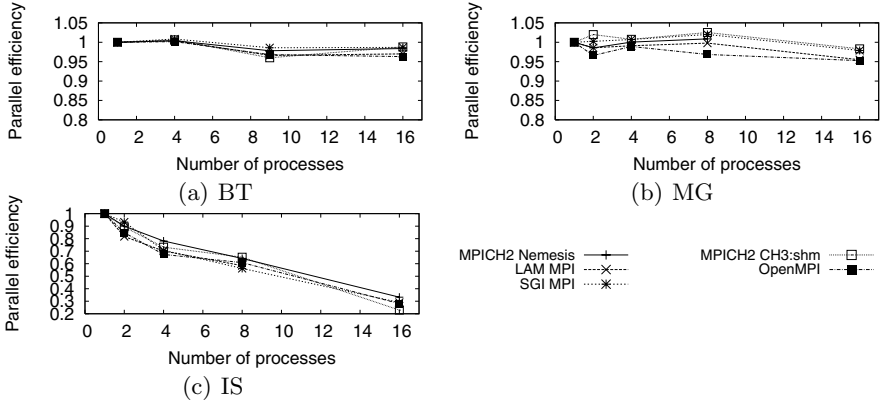 Parallel efficiency
1.05
1
0.95
0.9
0.85
0.8
0 2 4 6 8 10 12 14 16
Number of processes
(a) BT
Parallel efficiency
1.05
1
0.95
0.9
0.85
0.8
0 2 4 6 8 10 12 14 16
Number of processes
(b) MG
Parallel efficiency
1
0.9
0.8
0.7
0.6
0.5
0.4
0.3
0.2
0 2 4 6 8 10 12 14 16
Number of processes
(c) IS
MPICH2 Nemesis
LAM MPI
SGI MPI
MPICH2 CH3:shm
OpenMPI